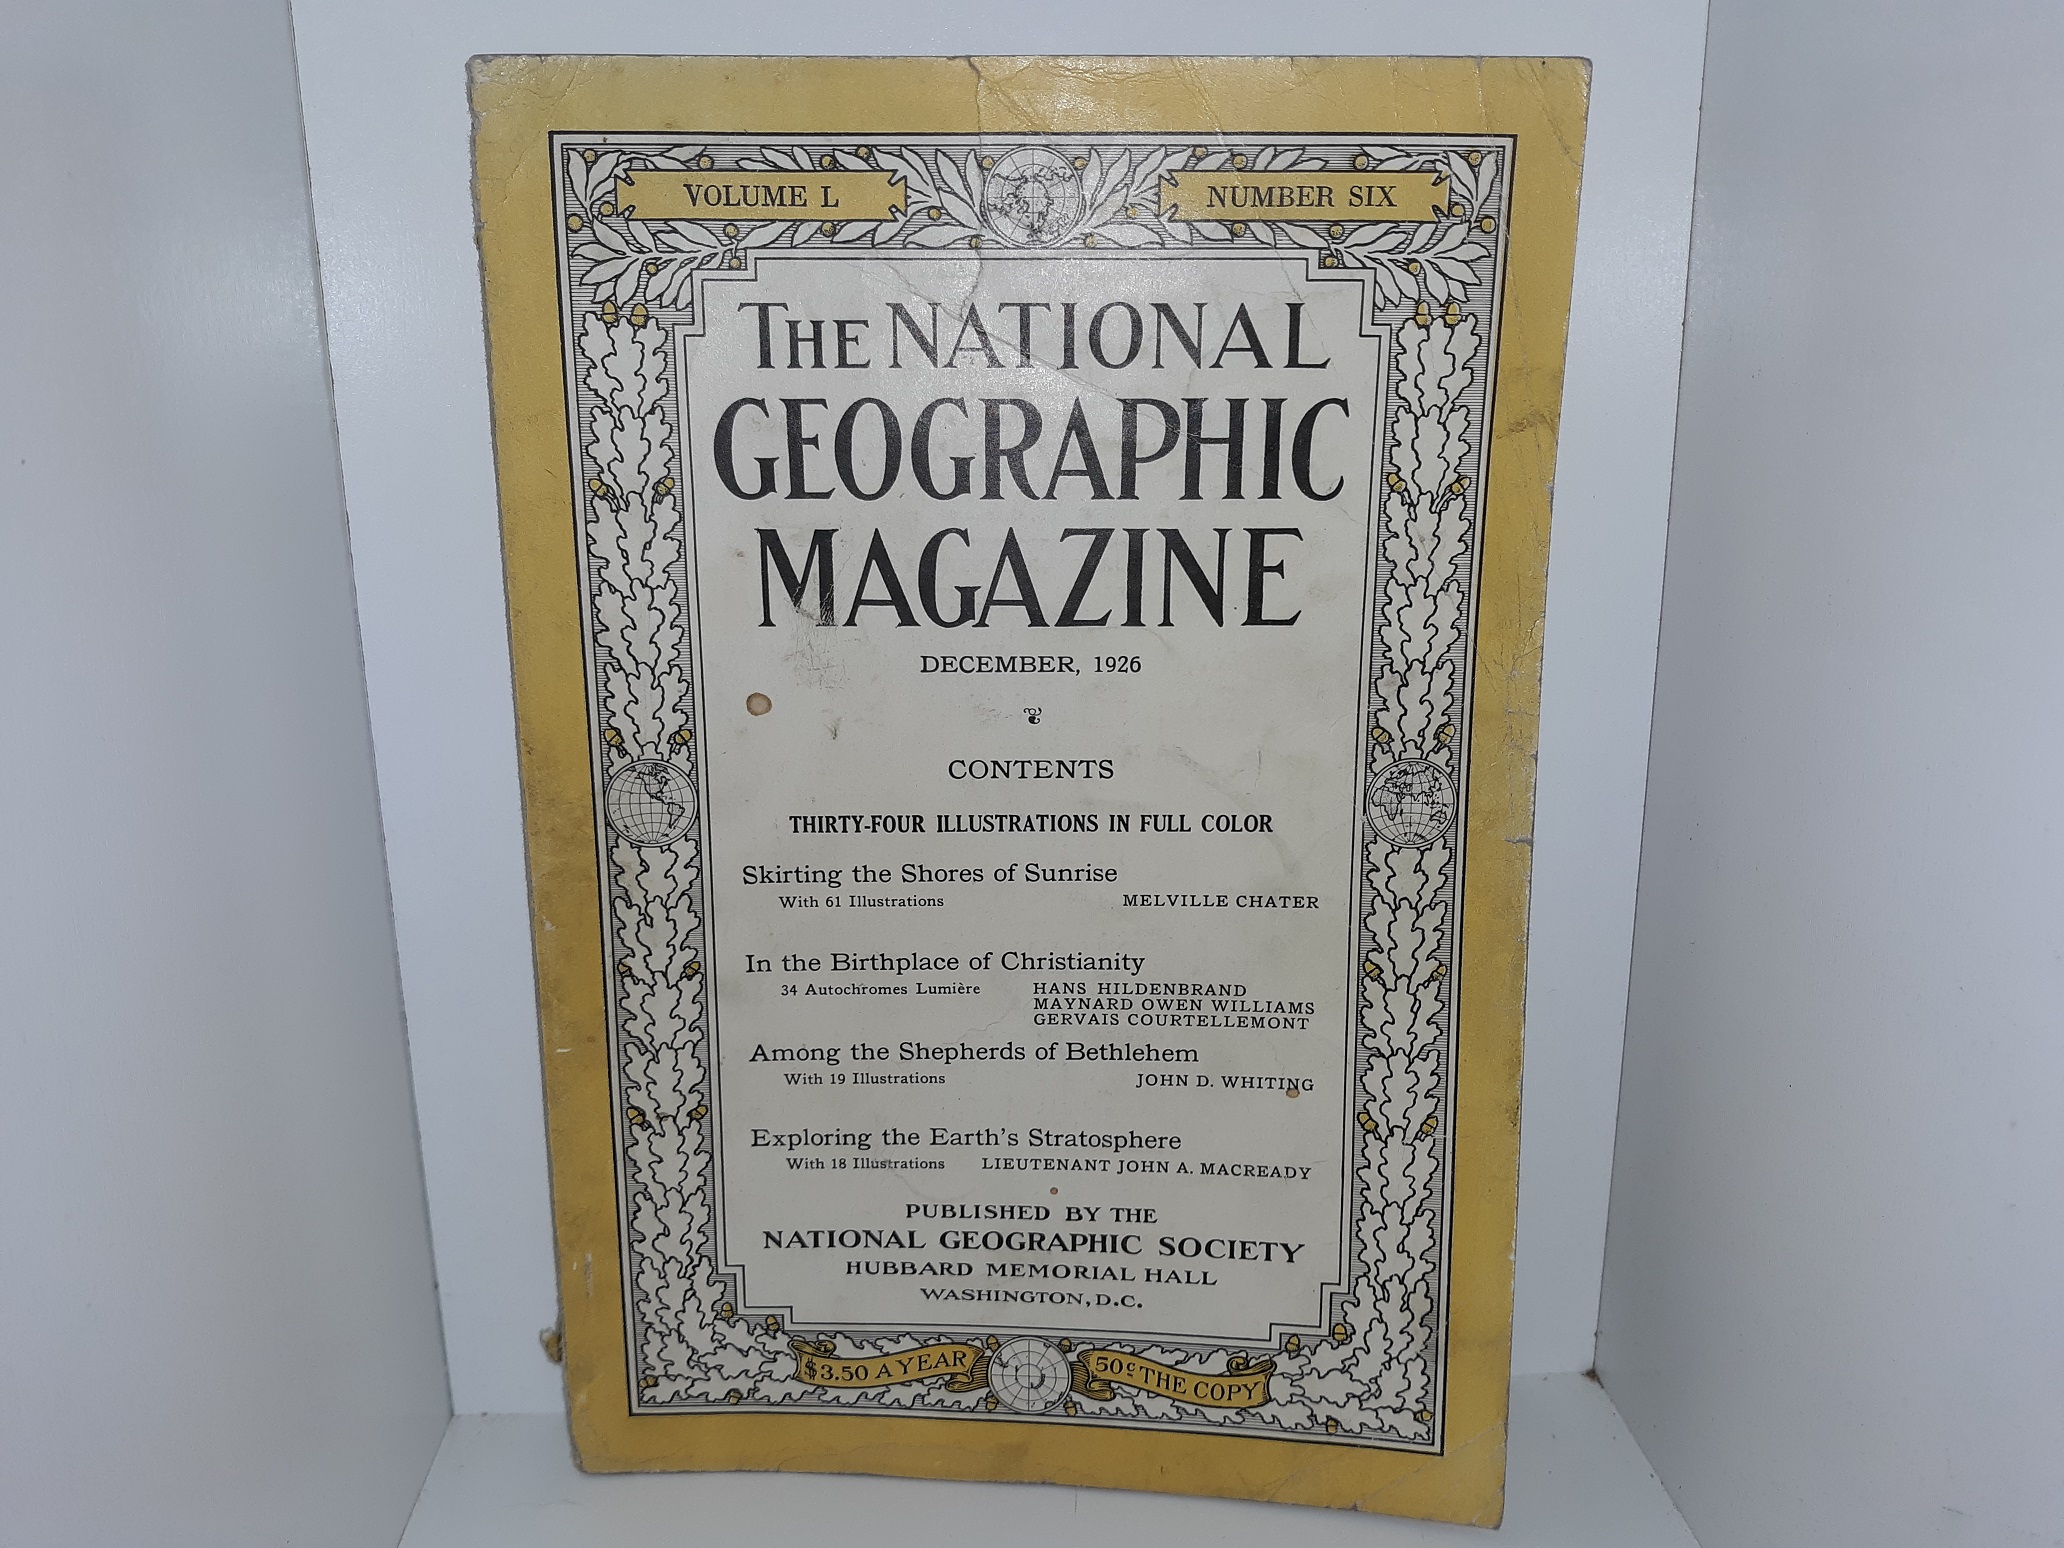 VOLUME L NUMBER SIX
THE NATIONAL
GEOGRAPHIC
MAGAZINE
DECEMBER, 1926
CONTENTS
THIRTY-FOUR ILLUSTRATIONS IN FULL COLOR
Skirting the Shores of Sunrise
With 61 Illustrations MELVILLE CHATER
In the Birthplace of Christianity
34 Autochromes Lumière HANS HILDENBRAND
MAYNARD OWEN WILLIAMS
GERVAIS COURTELLEMONT
Among the Shepherds of Bethlehem
With 19 Illustrations JOHN D. WHITING
Exploring the Earth's Stratosphere
With 18 Illustrations LIEUTENANT JOHN A. MACREADY
PUBLISHED BY THE
NATIONAL GEOGRAPHIC SOCIETY
HUBBARD MEMORIAL HALL
WASHINGTON, D.C.
$3.50 A YEAR 50¢ THE COPY